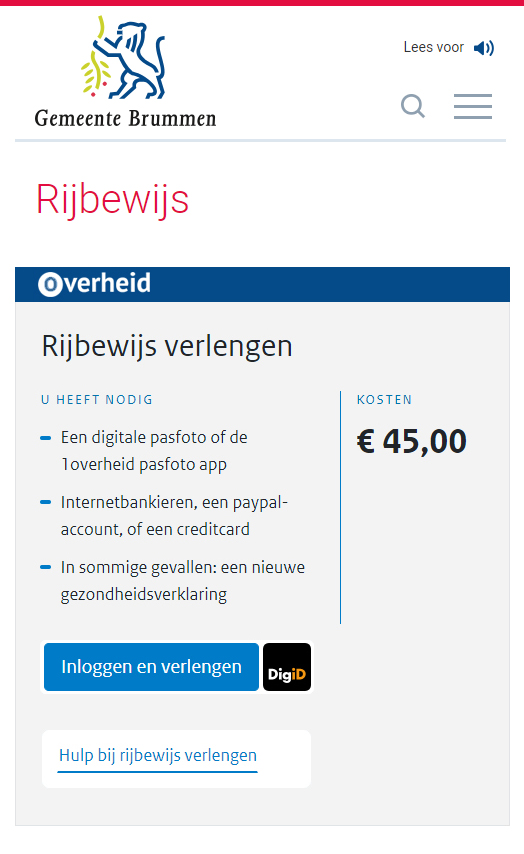 Lees voor
Gemeente Brummen
Rijbewijs
overheid
Rijbewijs verlengen
U HEEFT NODIG
Een digitale pasfoto of de
1overheid pasfoto app
Internetbankieren, een paypal-
account, of een creditcard
In sommige gevallen: een nieuwe
gezondheidsverklaring
KOSTEN
€ 45,00
Inloggen en verlengen
DigiD
Hulp bij rijbewijs verlengen